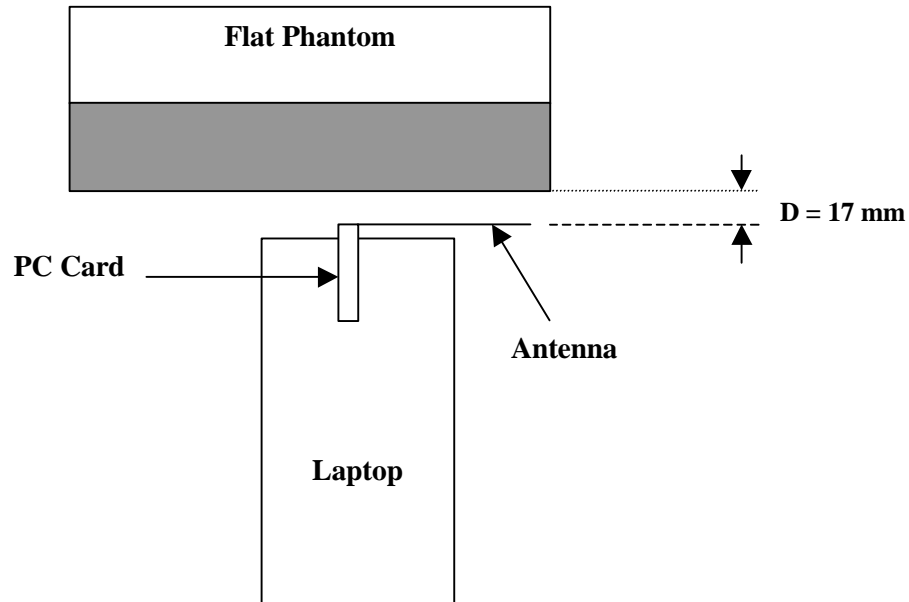 Flat Phantom
D = 17 mm
PC Card
Antenna
Laptop